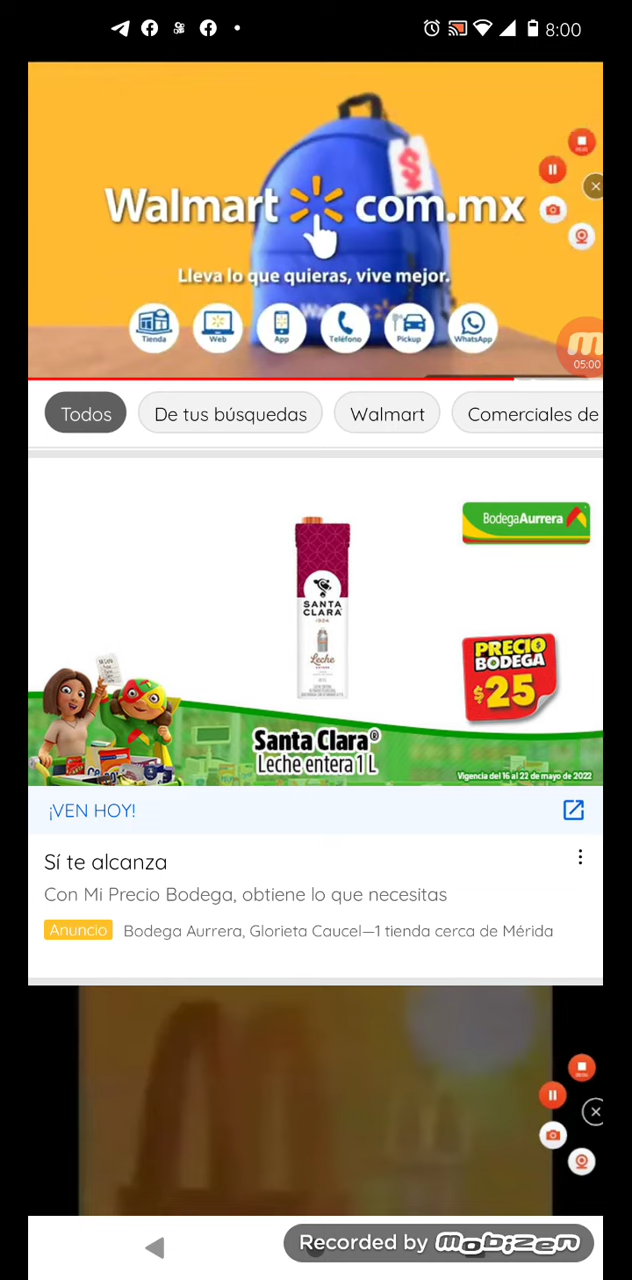 8:00
Walmart com.mx
Lleva lo que quieras, vive mejor.
Tienda
Web
App
Teléfono
Pickup
WhatsApp
05:00
Todos
De tus búsquedas
Walmart
Comerciales de
BodegaAurrera
SANTA
CLARA
Leche
PRECIO
BODEGA
$25
Santa Clara®
Leche entera 1 L
Vigencia del 16 al 22 de mayo de 2022
¡VEN HOY!
Sí te alcanza
Con Mi Precio Bodega, obtiene lo que necesitas
Anuncio
Bodega Aurrera, Glorieta Caucel—1 tienda cerca de Mérida
Recorded by mobizen